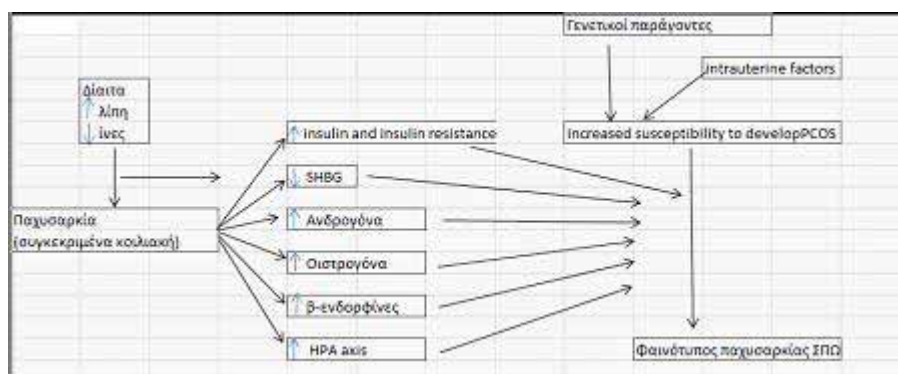 Γενετικοί παράγοντες
intrauterine factors
Δίαιτα
↑ λίπη
↓ ίνες
↑ insulin and insulin resistance
increased susceptibility to developPCOS
↓ SHBG
Παχυσαρκία
(συγκεκριμένα κοιλιακή)
↑ Ανδρογόνα
↑ Οιστρογόνα
↑ β-ενδορφίνες
↑ HPA axis
Φαινότυπος παχυσαρκίας ΣΠΩ